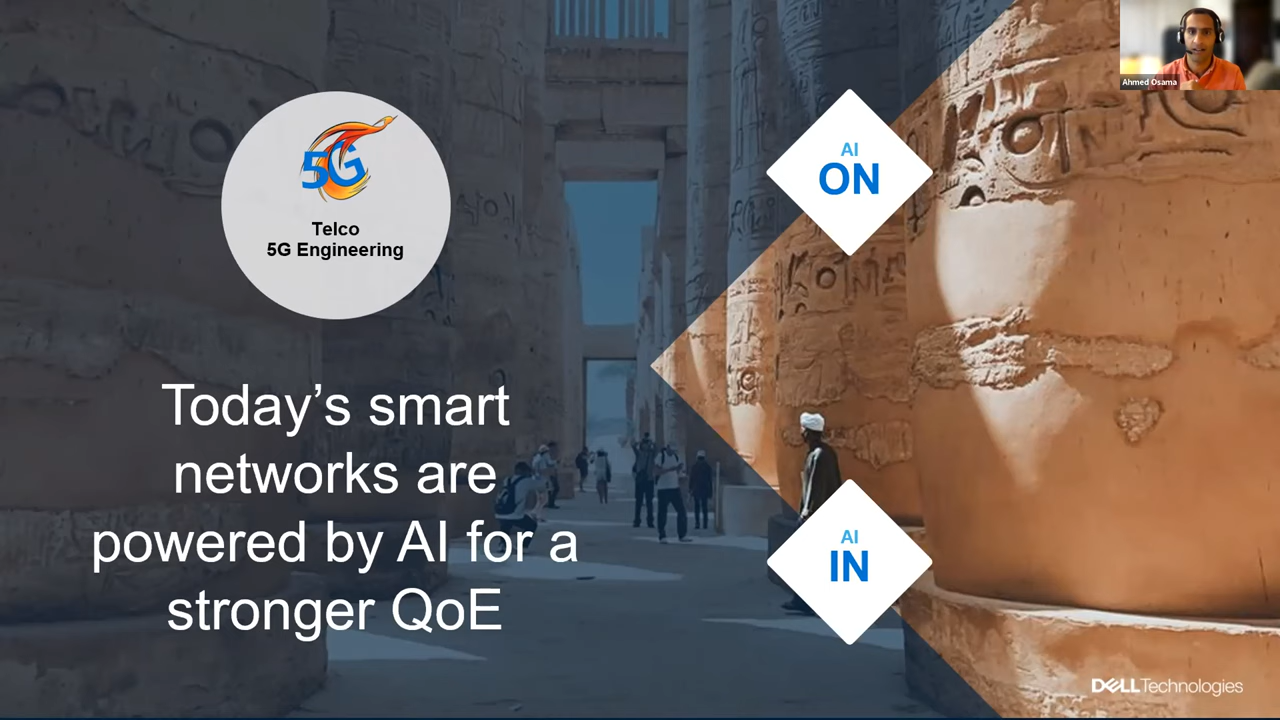 Ahmed Osama
5G
Telco
5G Engineering
Today's smart
networks are
powered by AI for a
stronger QoE
AI
ON
AI
IN
DELLTechnologies